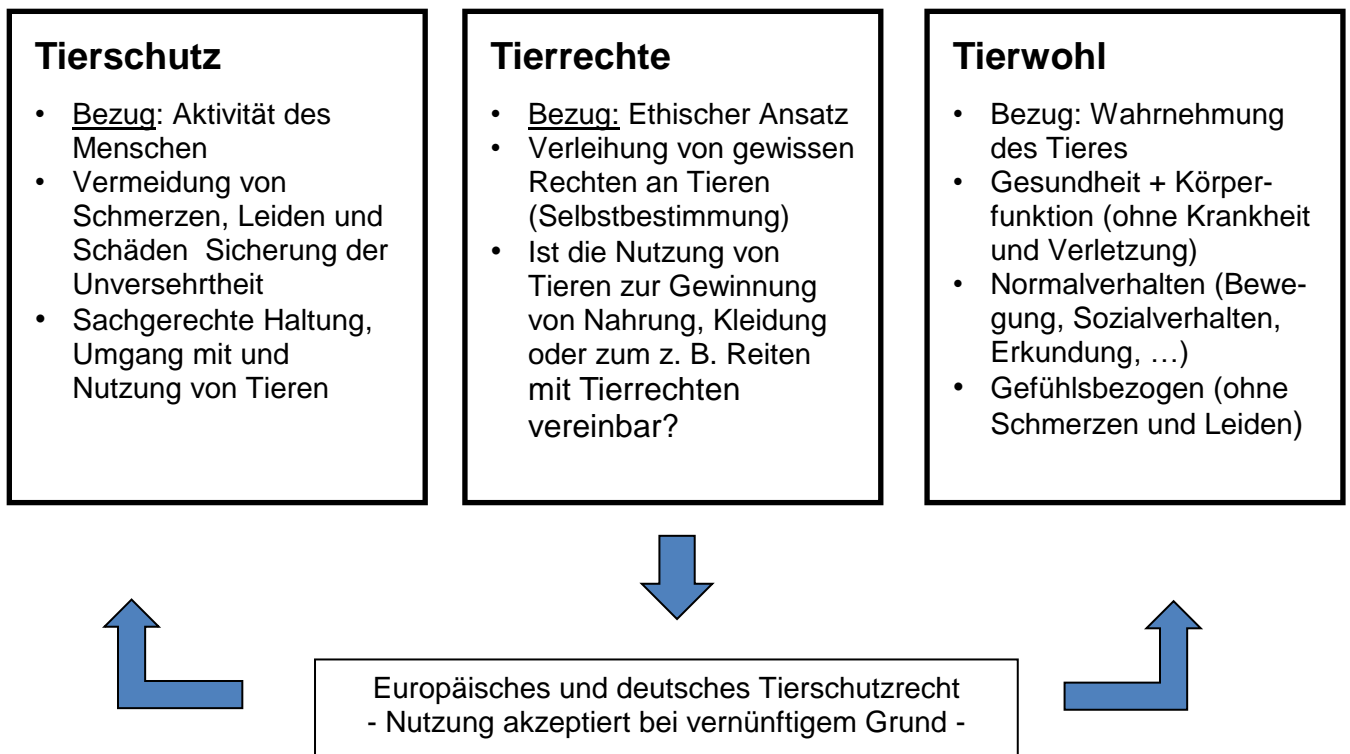 Tierschutz
• Bezug: Aktivität des
Menschen
• Vermeidung von
Schmerzen, Leiden und
Schäden  Sicherung der
Unversehrtheit
• Sachgerechte Haltung,
Umgang mit und
Nutzung von Tieren
Tierrechte
• Bezug: Ethischer Ansatz
• Verleihung von gewissen
Rechten an Tieren
(Selbstbestimmung)
• Ist die Nutzung von
Tieren zur Gewinnung
von Nahrung, Kleidung
oder zum z. B. Reiten
mit Tierrechten
vereinbar?
Tierwohl
• Bezug: Wahrnehmung
des Tieres
• Gesundheit + Körper-
funktion (ohne Krankheit
und Verletzung)
• Normalverhalten (Bewe-
gung, Sozialverhalten,
Erkundung, …)
• Gefühlsbezogen (ohne
Schmerzen und Leiden)
Europäisches und deutsches Tierschutzrecht
- Nutzung akzeptiert bei vernünftigem Grund -